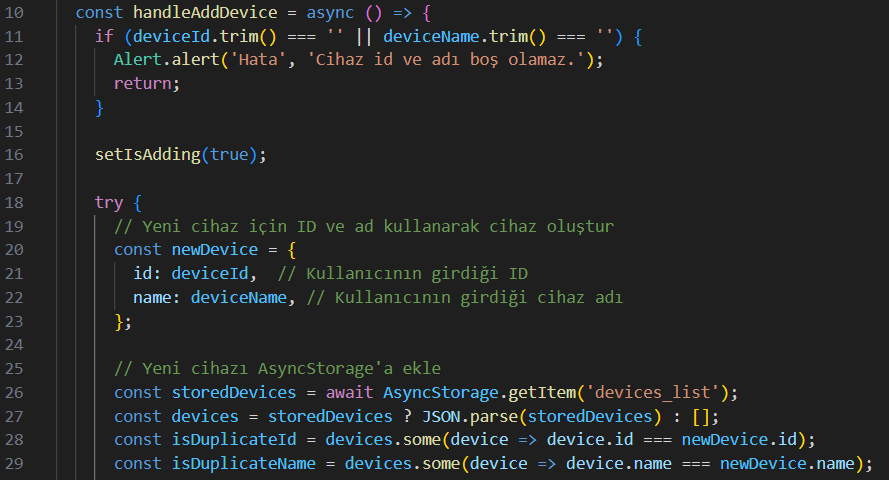 10 const handleAddDevice = async () => {
11 if (deviceId.trim() === '' || deviceName.trim() === '') {
12 Alert.alert('Hata', 'Cihaz id ve adı boş olamaz.');
13 return;
14 }
15
16 setIsAdding(true);
17
18 try {
19 // Yeni cihaz için ID ve ad kullanarak cihaz oluştur
20 const newDevice = {
21 id: deviceId, // Kullanıcının girdiği ID
22 name: deviceName, // Kullanıcının girdiği cihaz adı
23 };
24
25 // Yeni cihazı AsyncStorage'a ekle
26 const storedDevices = await AsyncStorage.getItem('devices_list');
27 const devices = storedDevices ? JSON.parse(storedDevices) : [];
28 const isDuplicateId = devices.some(device => device.id === newDevice.id);
29 const isDuplicateName = devices.some(device => device.name === newDevice.name);